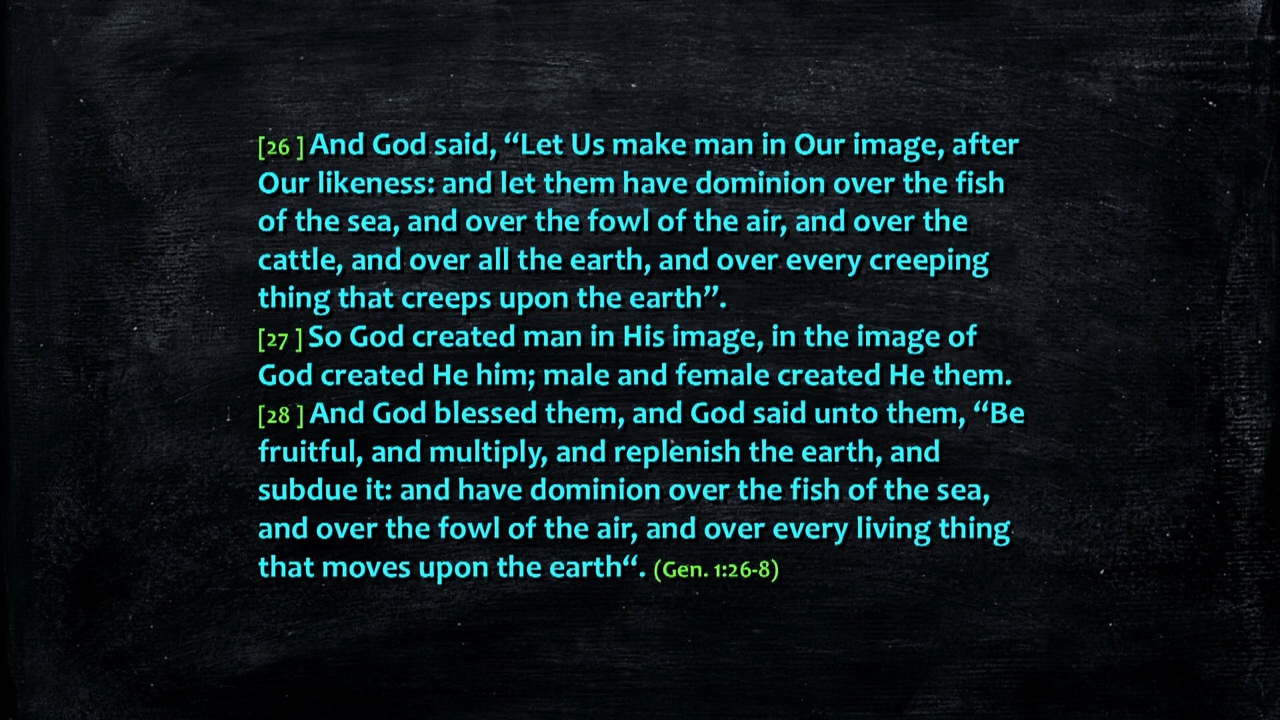 [26 ] And God said, “Let Us make man in Our image, after
Our likeness: and let them have dominion over the fish
of the sea, and over the fowl of the air, and over the
cattle, and over all the earth, and over every creeping
thing that creeps upon the earth”.
[27 ] So God created man in His image, in the image of
God created He him; male and female created He them.
[28 ] And God blessed them, and God said unto them, “Be
fruitful, and multiply, and replenish the earth, and
subdue it: and have dominion over the fish of the sea,
and over the fowl of the air, and over every living thing
that moves upon the earth“. (Gen. 1:26-8)